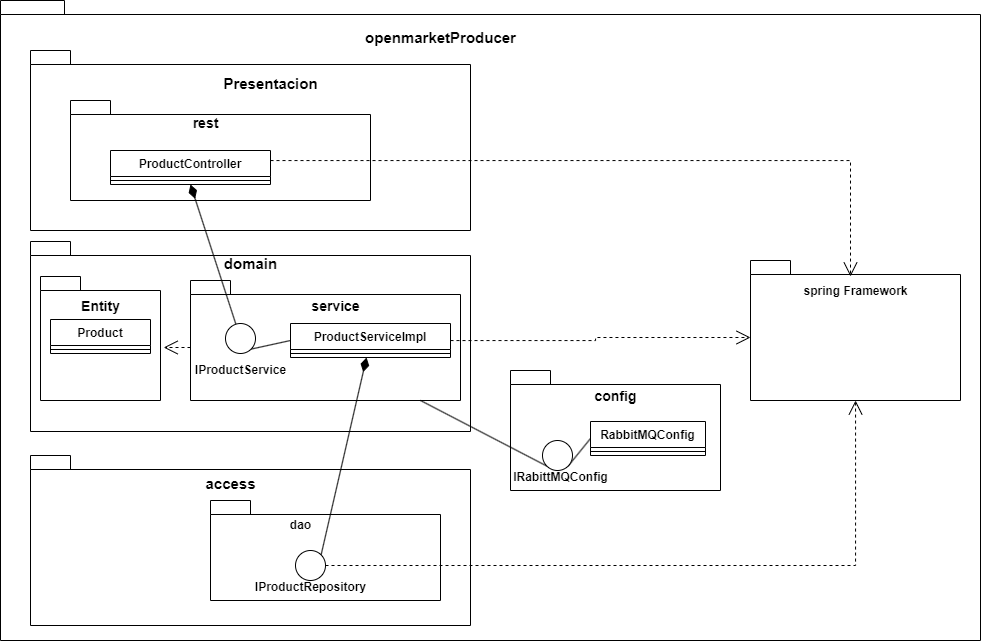 openmarketProducer
Presentacion
rest
ProductController
domain
Entity
Product
service
ProductServiceImpl
IProductService
spring Framework
config
RabbitMQConfig
IRabittMQConfig
access
dao
IProductRepository